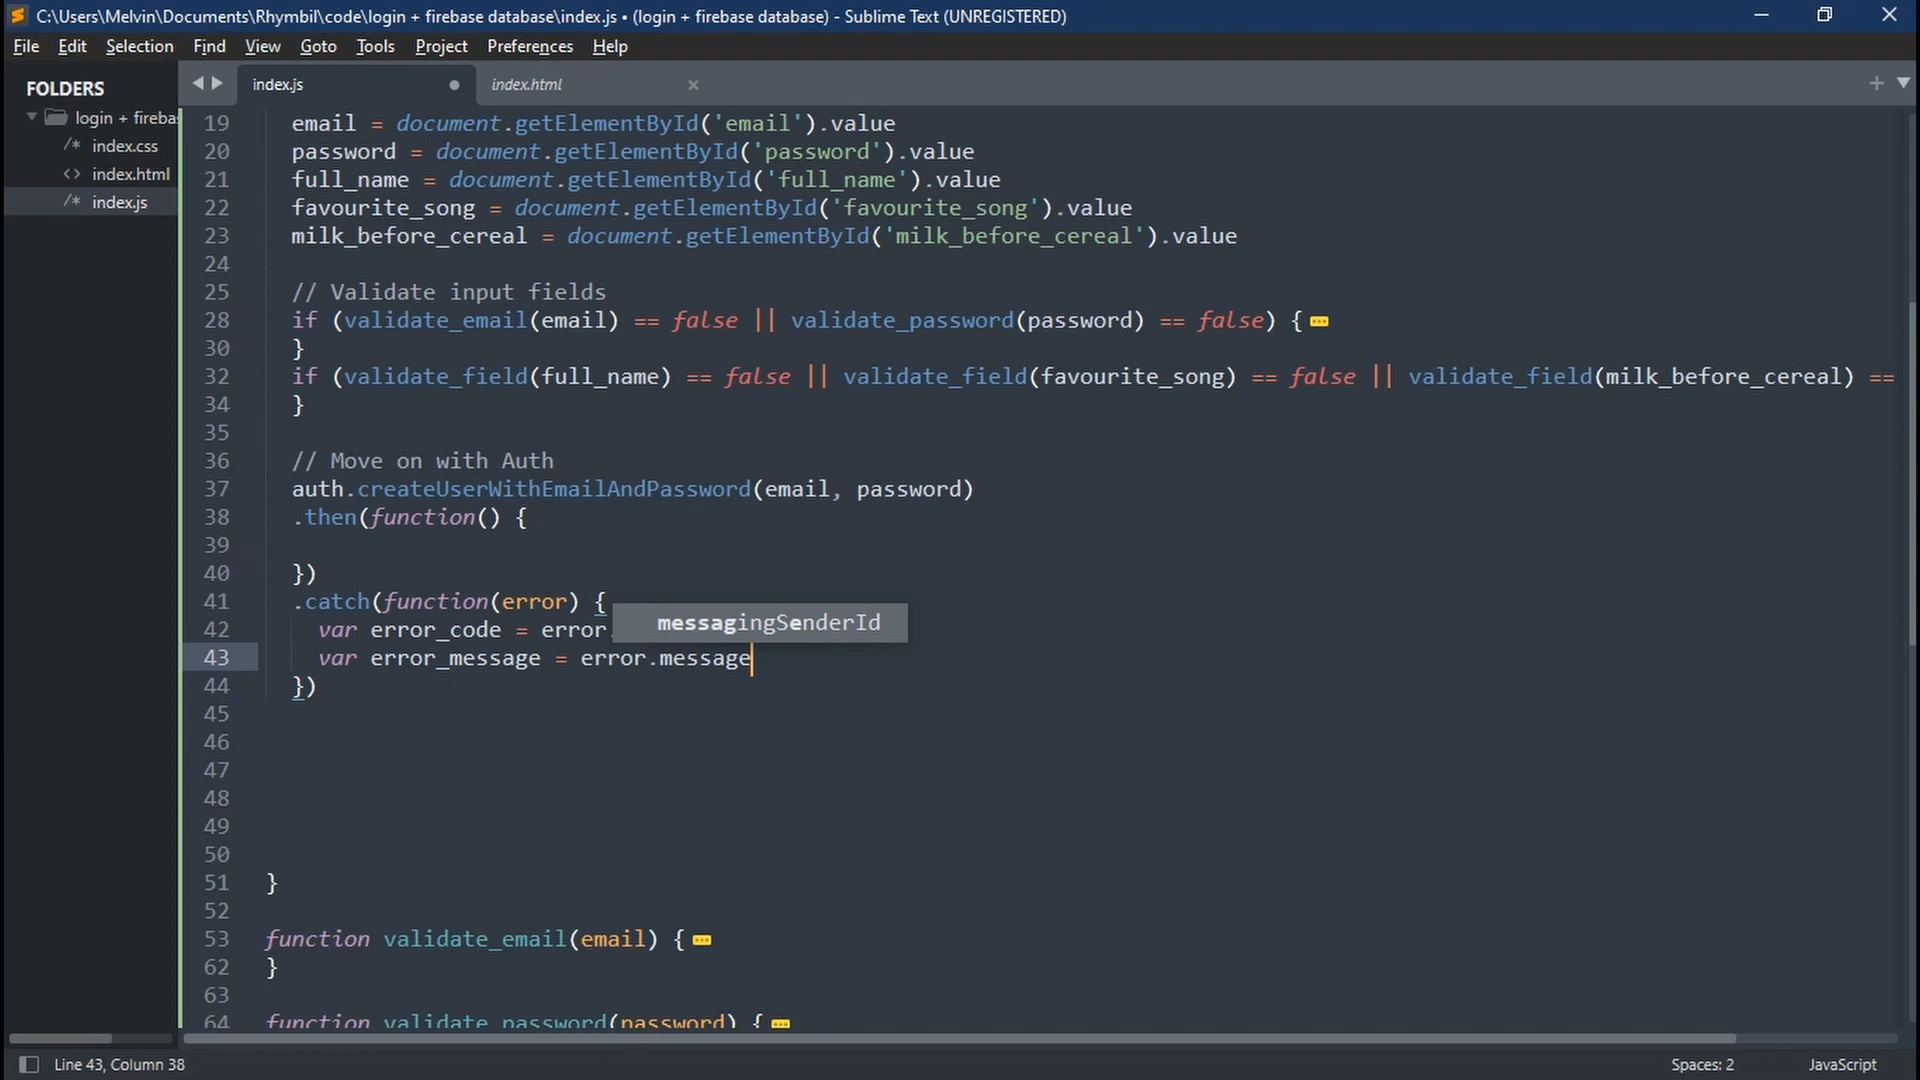 C:\Users\Melvin\Documents\Rhymbil\code\login + firebase database\index.js • (login + firebase database) - Sublime Text (UNREGISTERED)
File Edit Selection Find View Goto Tools Project Preferences Help
FOLDERS
login + fireba
index.css
index.html
index.js
index.js
index.html
19 email = document.getElementById('email').value
20 password = document.getElementById('password').value
21 full_name = document.getElementById('full_name').value
22 favourite_song = document.getElementById('favourite_song').value
23 milk_before_cereal = document.getElementById('milk_before_cereal').value
24
25 // Validate input fields
28 if (validate_email(email) == false || validate_password(password) == false) {
30 }
32 if (validate_field(full_name) == false || validate_field(favourite_song) == false || validate_field(milk_before_cereal) ==
34 }
35
36 // Move on with Auth
37 auth.createUserWithEmailAndPassword(email, password)
38 .then(function() {
39
40 })
41 .catch(function(error) {
42 var error_code = error.
messagingSenderId
43 var error_message = error.message
44 })
45
46
47
48
49
50
51 }
52
53 function validate_email(email) {
62 }
63
64 function validate_password(password) {
Line 43, Column 38
Spaces: 2
JavaScript